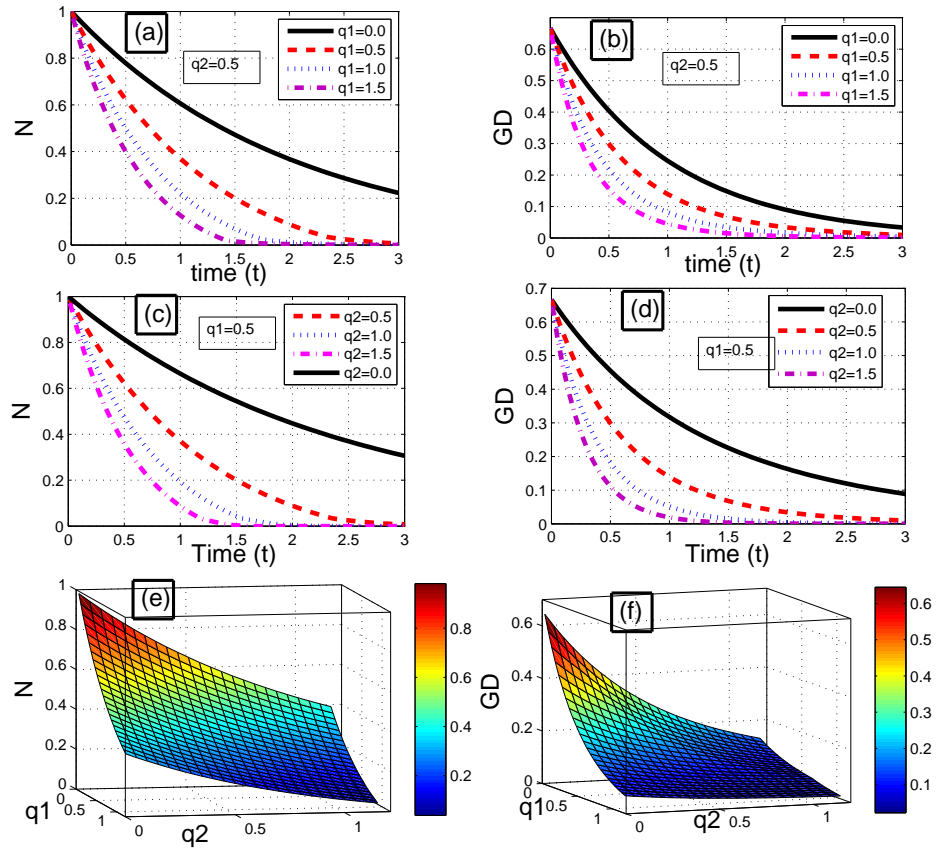 (a)
q2=0.5
q1=0.0
q1=0.5
q1=1.0
q1=1.5
N
1
0.8
0.6
0.4
0.2
0
0 0.5 1 1.5 2 2.5 3
time (t)
(b)
q2=0.5
q1=0.0
q1=0.5
q1=1.0
q1=1.5
GD
0.6
0.5
0.4
0.3
0.2
0.1
0
0 0.5 1 1.5 2 2.5 3
time (t)
(c)
q1=0.5
q2=0.5
q2=1.0
q2=1.5
q2=0.0
N
1
0.8
0.6
0.4
0.2
0
0 0.5 1 1.5 2 2.5 3
Time (t)
(d)
q1=0.5
q2=0.0
q2=0.5
q2=1.0
q2=1.5
GD
0.7
0.6
0.5
0.4
0.3
0.2
0.1
0
0 0.5 1 1.5 2 2.5 3
Time (t)
(e)
N
1
0.8
0.6
0.4
0.2
0
0
0.5
1
q1
0 0.5 1
q2
0.8
0.6
0.4
0.2
(f)
GD
0.6
0.4
0.2
0
0
0.5
1
q1
0 0.5 1
q2
0.6
0.5
0.4
0.3
0.2
0.1